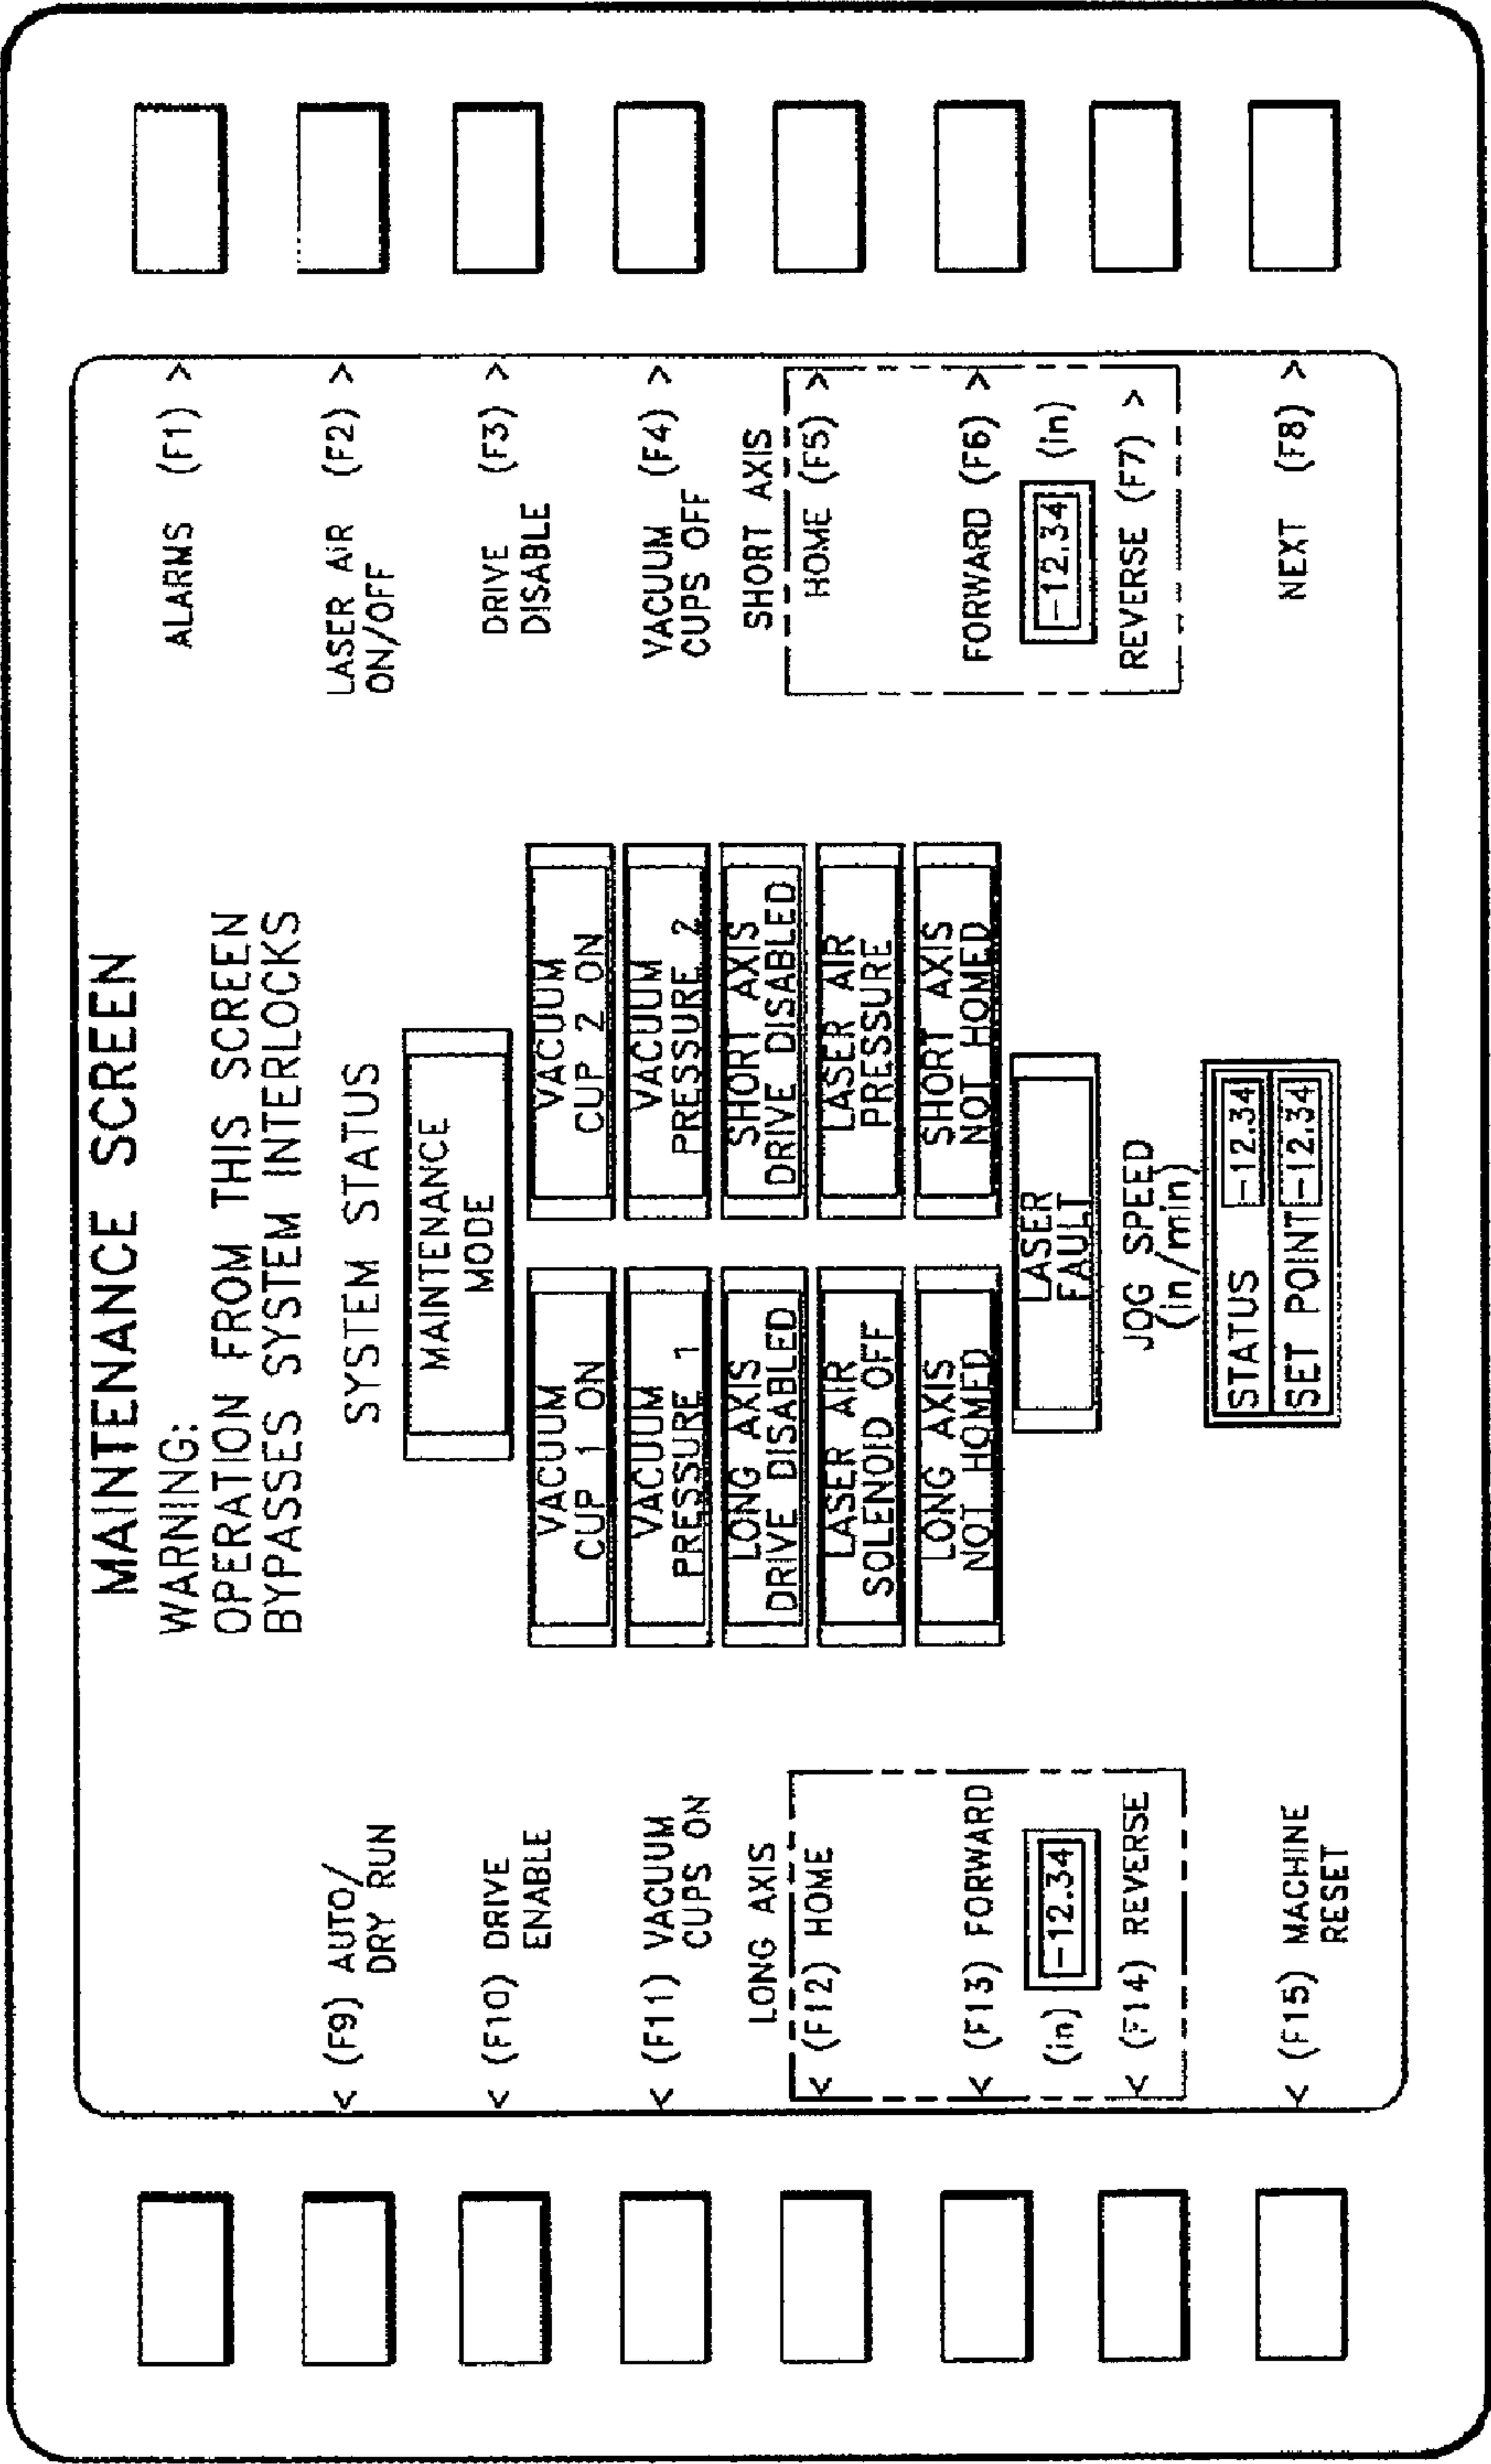 MAINTENANCE SCREEN
WARNING:
OPERATION FROM THIS SCREEN
BYPASSES SYSTEM INTERLOCKS
SYSTEM STATUS
MAINTENANCE
MODE
< (F9) AUTO/
DRY RUN
< (F10) DRIVE
ENABLE
< (F11) VACUUM
CUPS ON
LONG AXIS
< (F12) HOME
< (F13) FORWARD
(in) -12.34
< (F14) REVERSE
< (F15) MACHINE
RESET
VACUUM
CUP 1 ON
VACUUM
CUP 2 ON
VACUUM
PRESSURE 1
VACUUM
PRESSURE 2
LONG AXIS
DRIVE DISABLED
SHORT AXIS
DRIVE DISABLED
LASER AIR
SOLENOID OFF
LASER AIR
PRESSURE
LONG AXIS
NOT HOMED
SHORT AXIS
NOT HOMED
LASER
FAULT
JOG SPEED
(in/min)
STATUS -12.34
SET POINT -12.34
ALARMS (F1) >
LASER AIR (F2) >
ON/OFF
DRIVE (F3) >
DISABLE
VACUUM (F4) >
CUPS OFF
SHORT AXIS
HOME (F5) >
FORWARD (F6) >
-12.34 (in)
REVERSE (F7) >
NEXT (F8) >